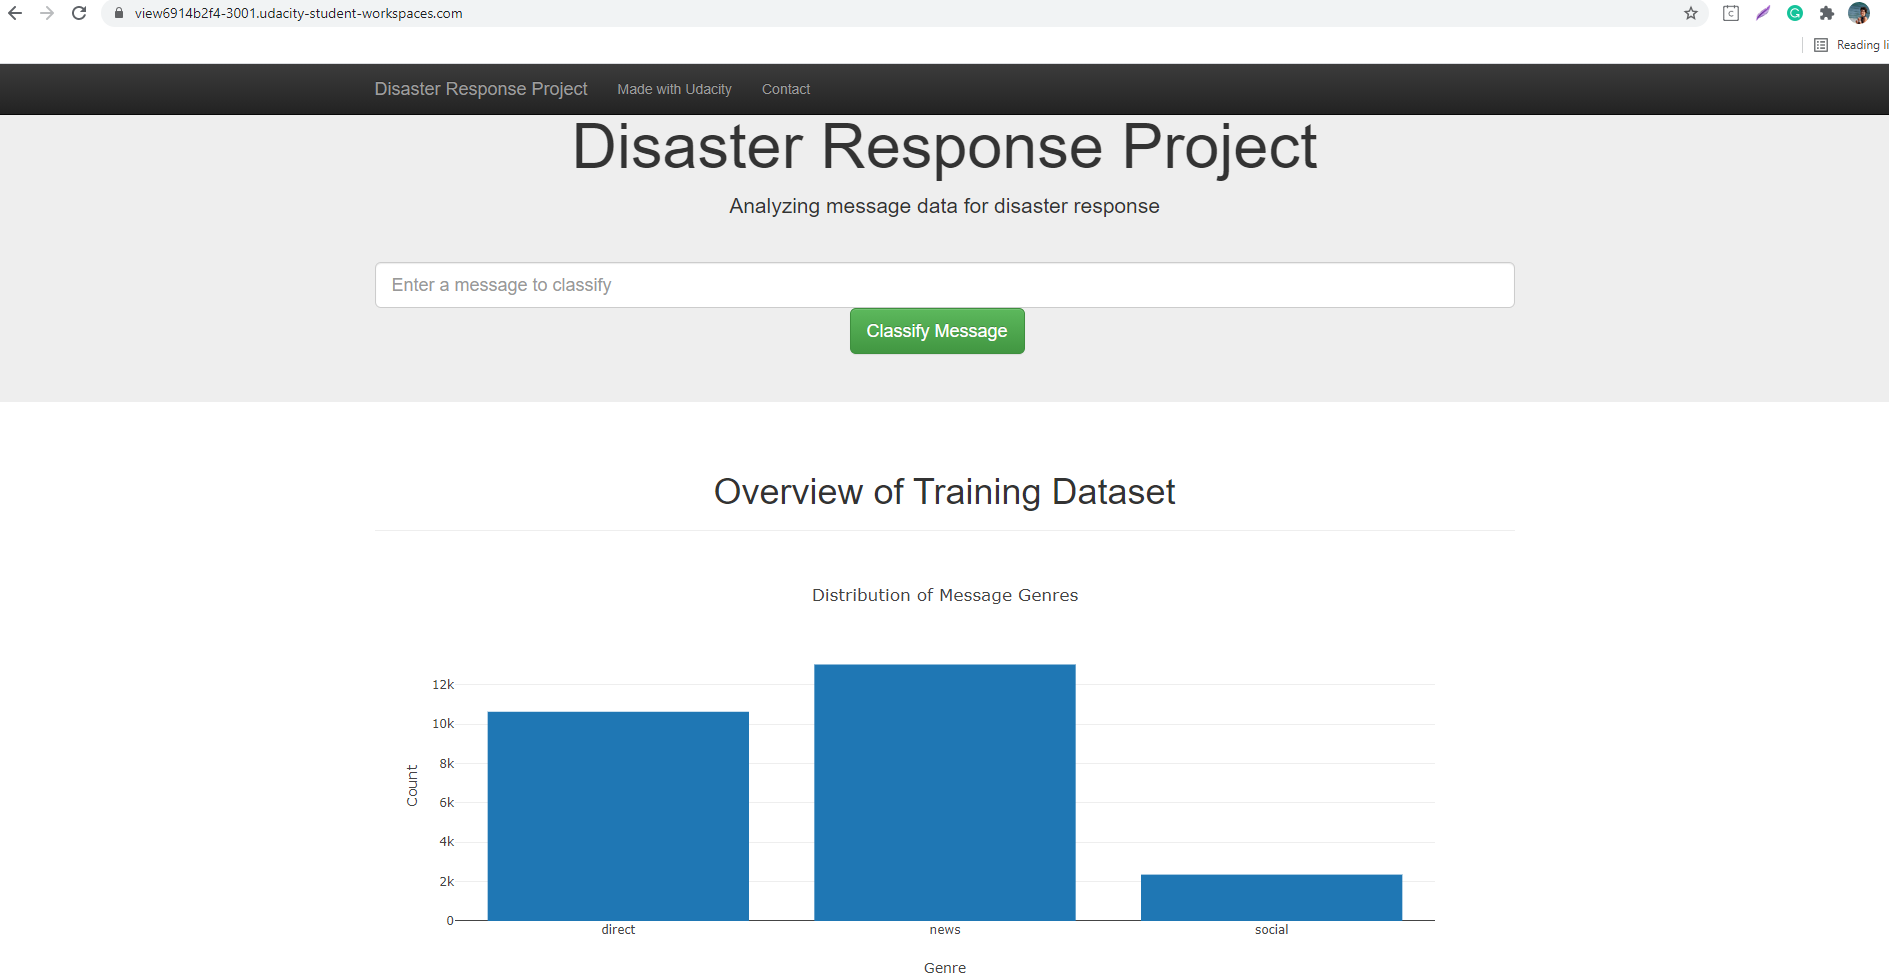 view6914b2f4-3001.udacity-student-workspaces.com
Reading li
Disaster Response Project Made with Udacity Contact
Disaster Response Project
Analyzing message data for disaster response
Enter a message to classify
Classify Message
Overview of Training Dataset
Distribution of Message Genres
12k
10k
8k
6k
4k
2k
0
Count
direct news social
Genre